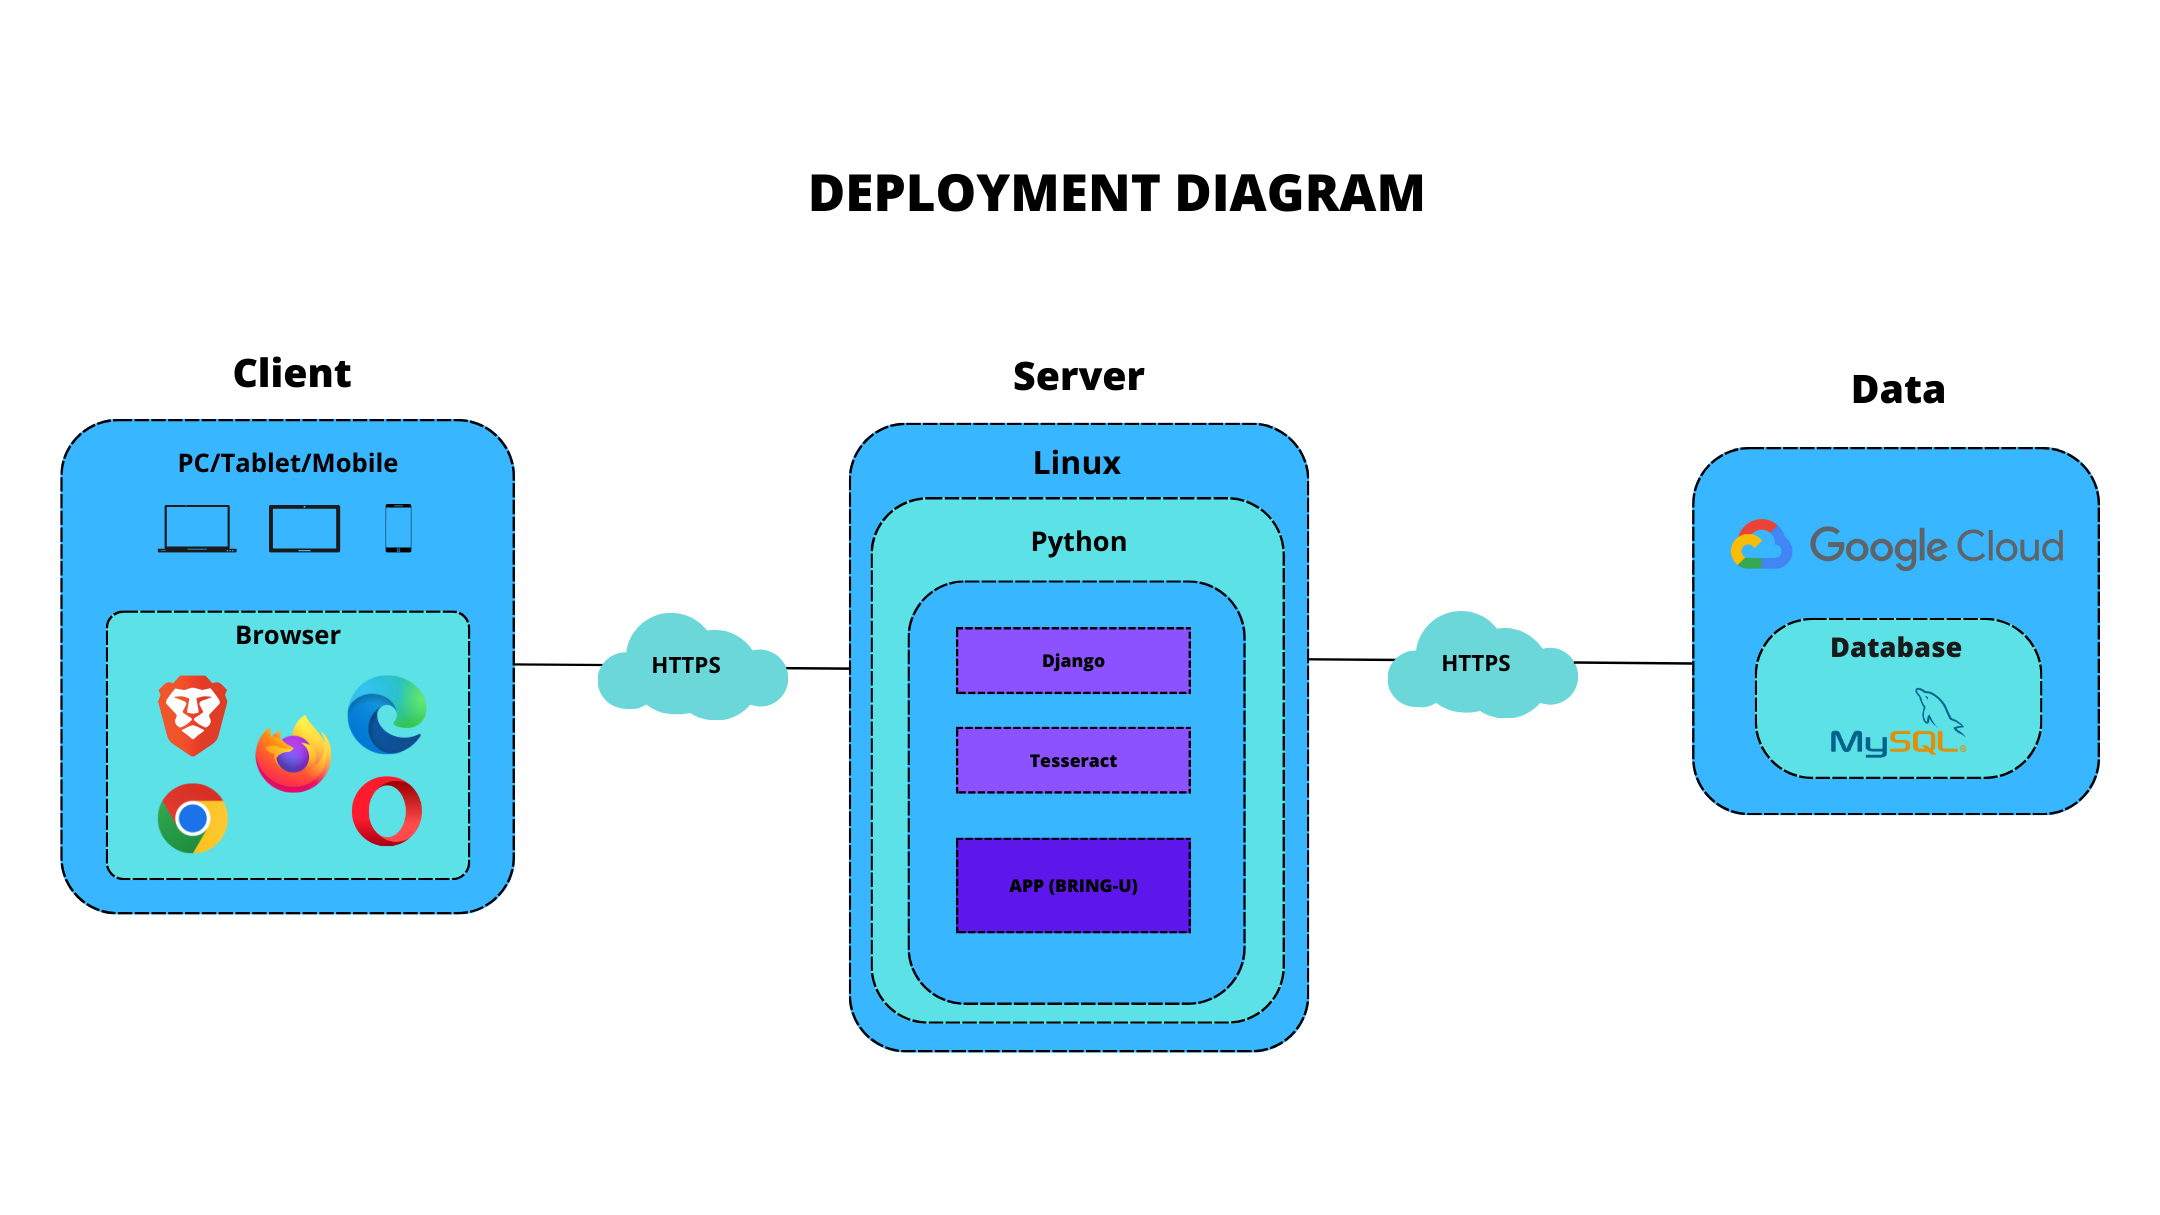 DEPLOYMENT DIAGRAM
Client
PC/Tablet/Mobile
Browser
HTTPS
Server
Linux
Python
Django
Tesseract
APP (BRING-U)
HTTPS
Data
Google Cloud
Database
MySQL®